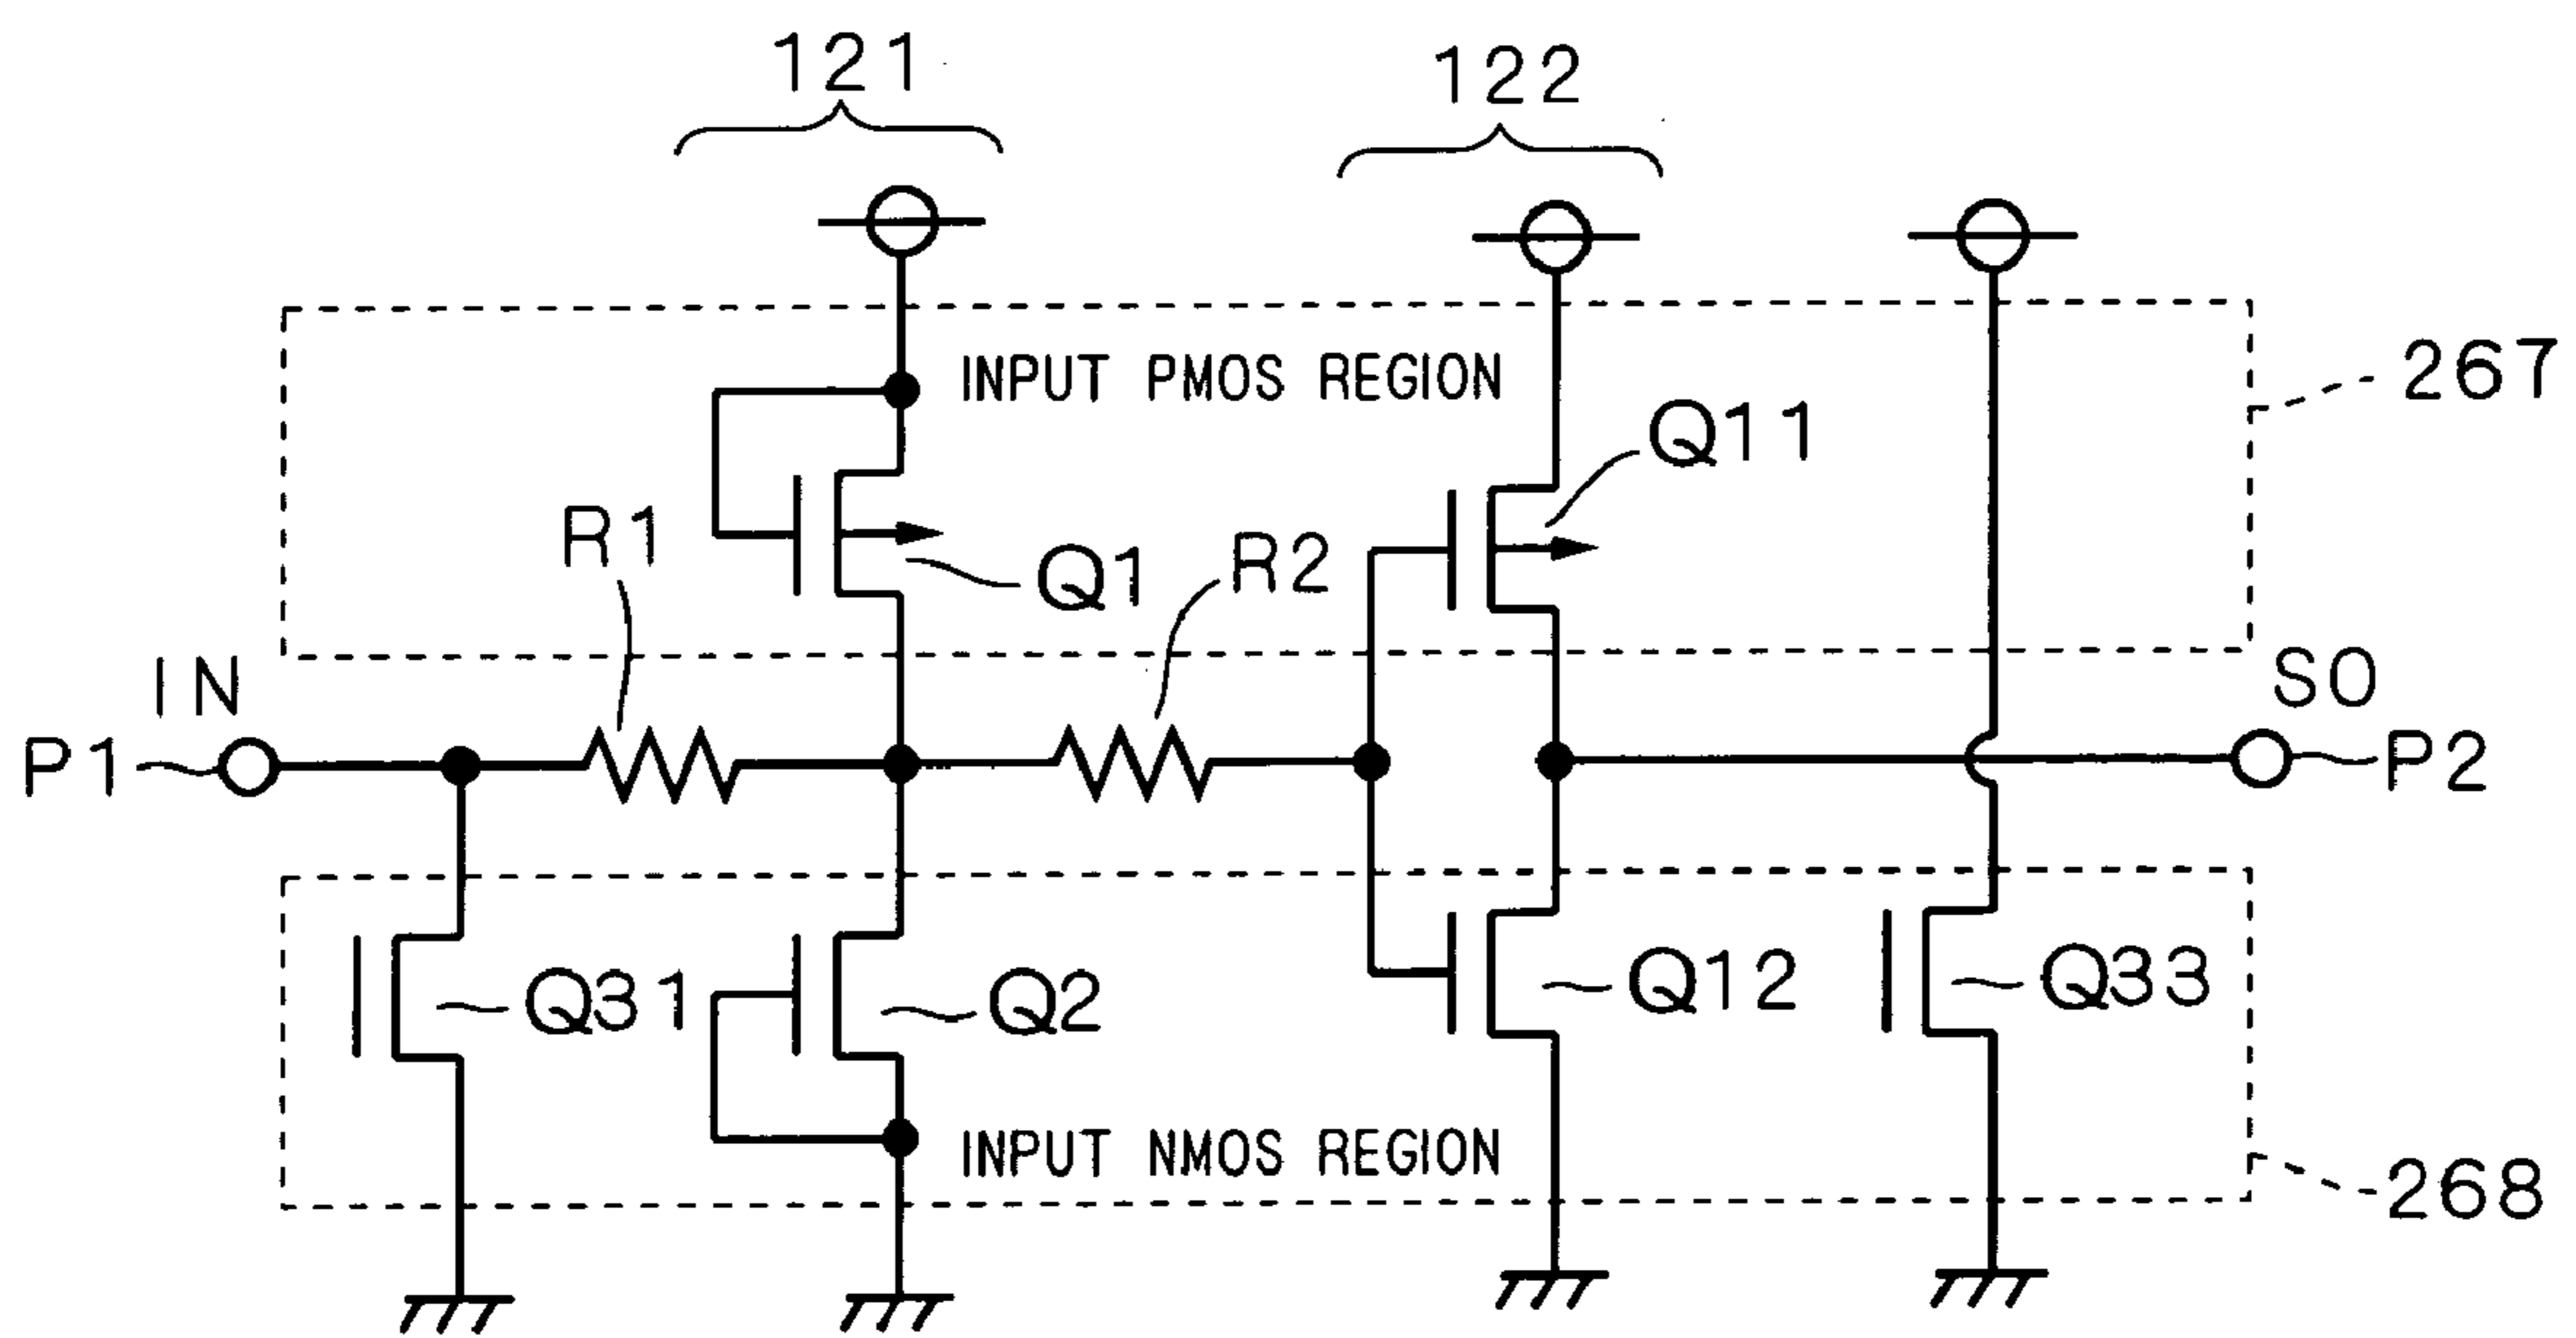 121
122
INPUT PMOS REGION
267
Q11
R1
Q1
R2
IN
SO
P1
P2
Q31
Q2
Q12
Q33
INPUT NMOS REGION
268